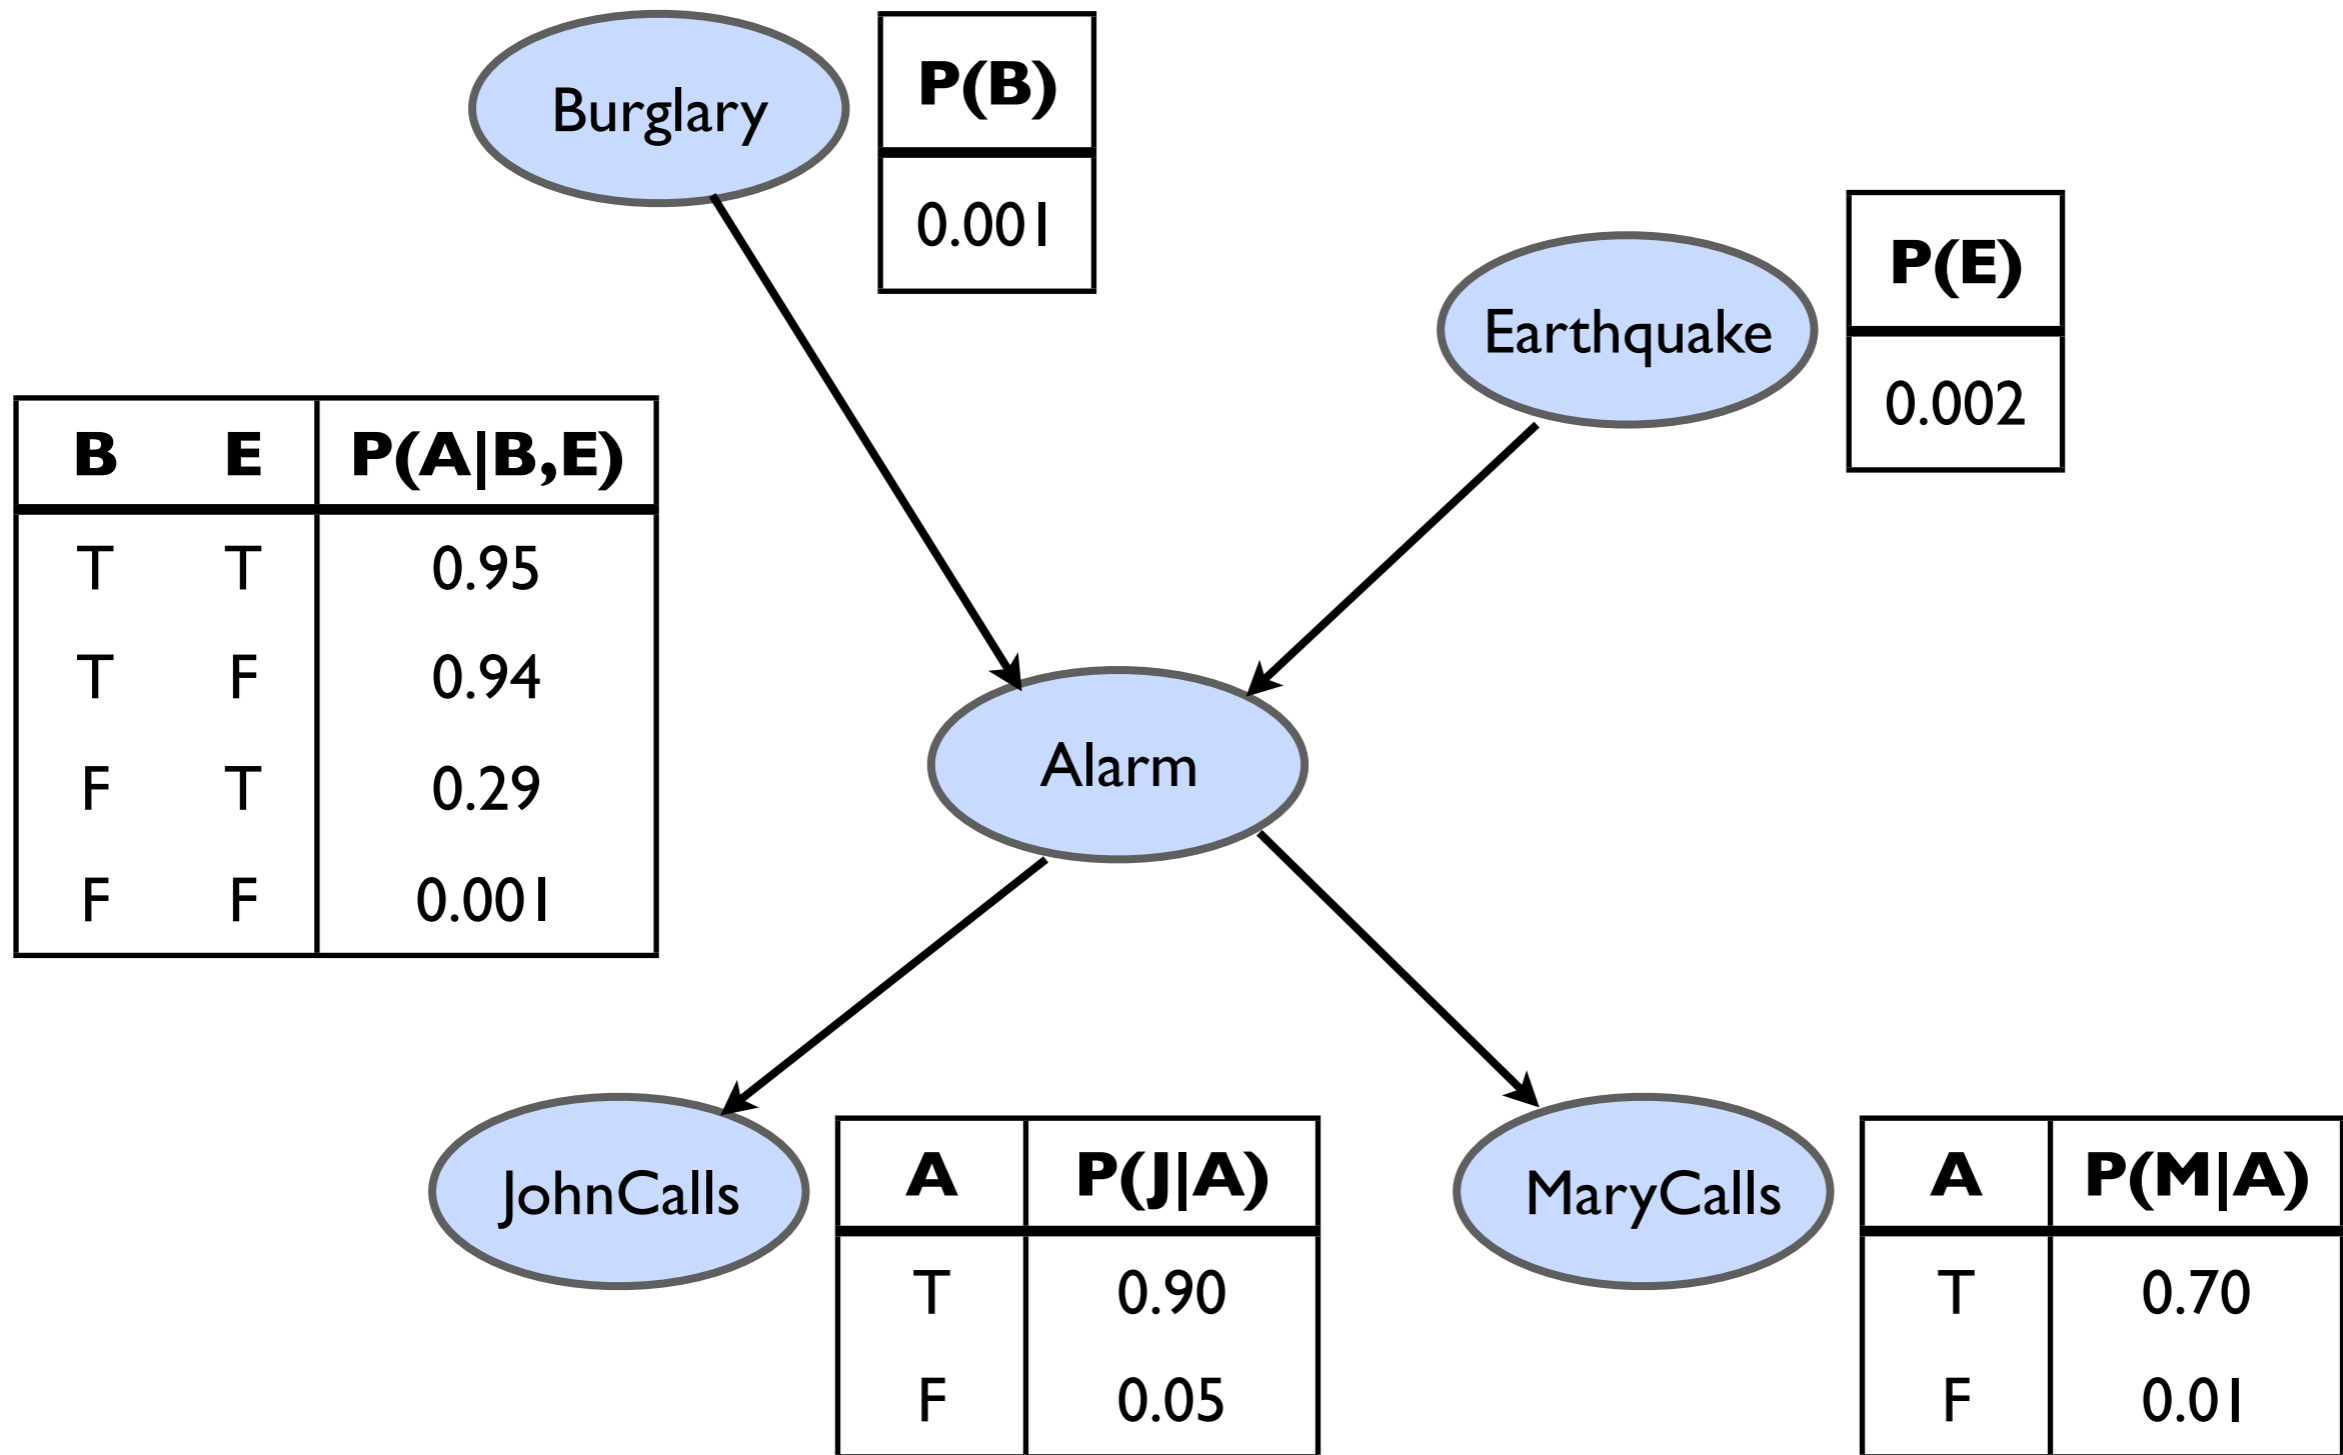 Burglary
P(B)
0.001
Earthquake
P(E)
0.002
B E P(A|B,E)
T T 0.95
T F 0.94
F T 0.29
F F 0.001
Alarm
JohnCalls
A P(J|A)
T 0.90
F 0.05
MaryCalls
A P(M|A)
T 0.70
F 0.01